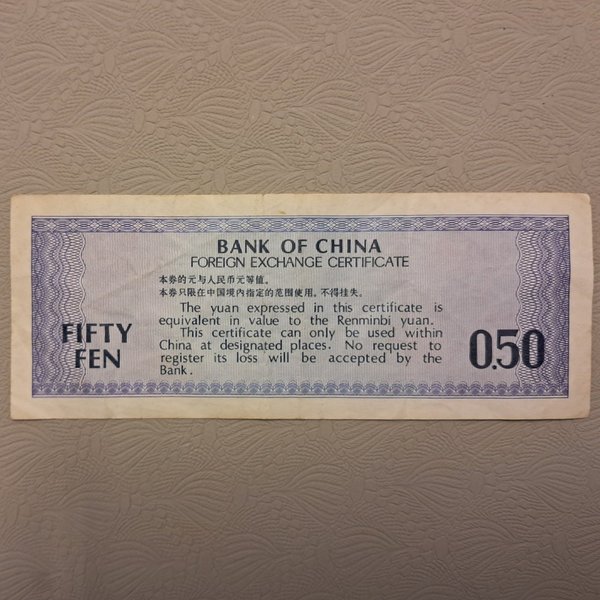 BANK OF CHINA
FOREIGN EXCHANGE CERTIFICATE
本券的元与人民币元等值。
本券只限在中国境内指定的范围使用。不得挂失。
The yuan expressed in this certificate is
equivalent in value to the Renminbi yuan.
This certificate can only be used within
China at designated places. No request to
register its loss will be accepted by the
Bank.
FIFTY
FEN
0.50